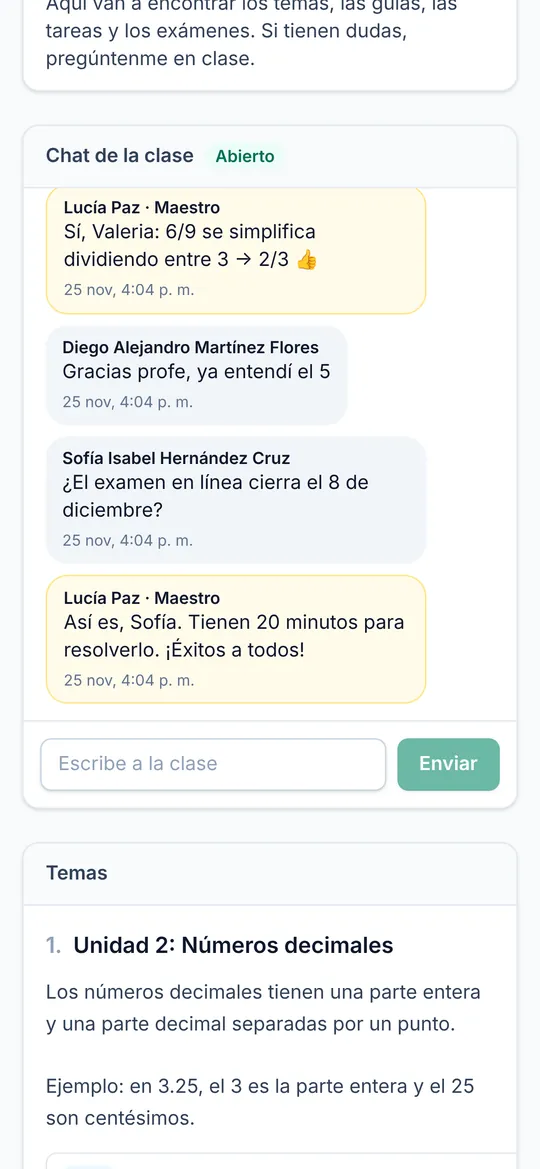 Aquí van a encontrar los temas, las guías, las
tareas y los exámenes. Si tienen dudas,
pregúntenme en clase.
Chat de la clase Abierto
Lucía Paz · Maestro
Sí, Valeria: 6/9 se simplifica
dividiendo entre 3 → 2/3 👍
25 nov, 4:04 p. m.
Diego Alejandro Martínez Flores
Gracias profe, ya entendí el 5
25 nov, 4:04 p. m.
Sofía Isabel Hernández Cruz
¿El examen en línea cierra el 8 de
diciembre?
25 nov, 4:04 p. m.
Lucía Paz · Maestro
Así es, Sofía. Tienen 20 minutos para
resolverlo. ¡Éxitos a todos!
25 nov, 4:04 p. m.
Escribe a la clase
Enviar
Temas
1. Unidad 2: Números decimales
Los números decimales tienen una parte entera
y una parte decimal separadas por un punto.
Ejemplo: en 3.25, el 3 es la parte entera y el 25
son centésimos.